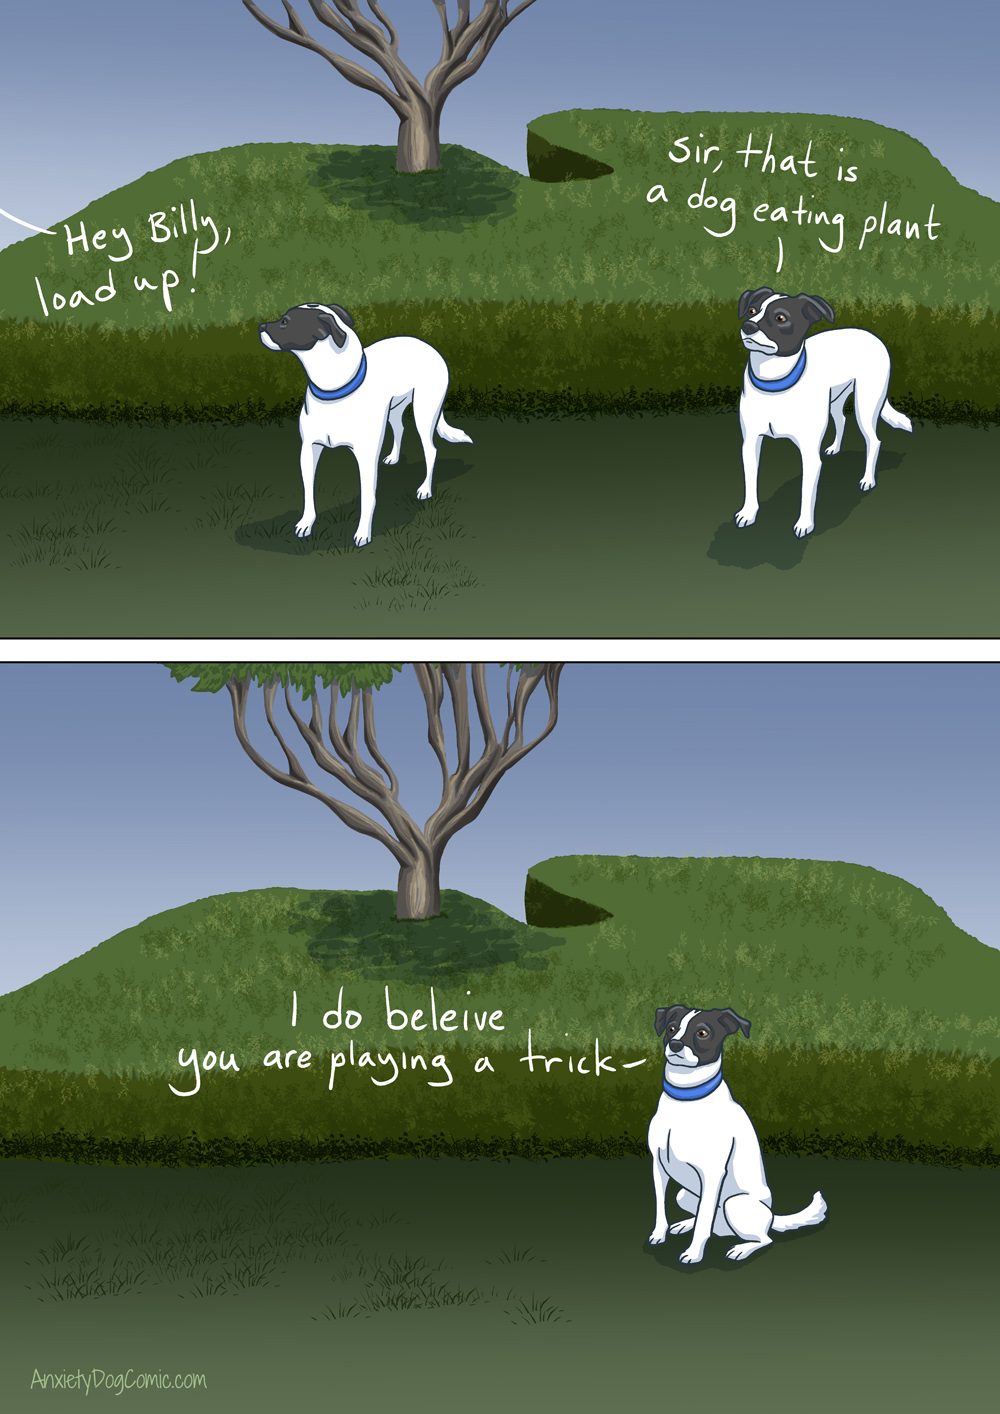 Hey Billy,
load up!
Sir, that is
a dog eating plant
I do beleive
you are playing a trick
AnxietyDogComic.com